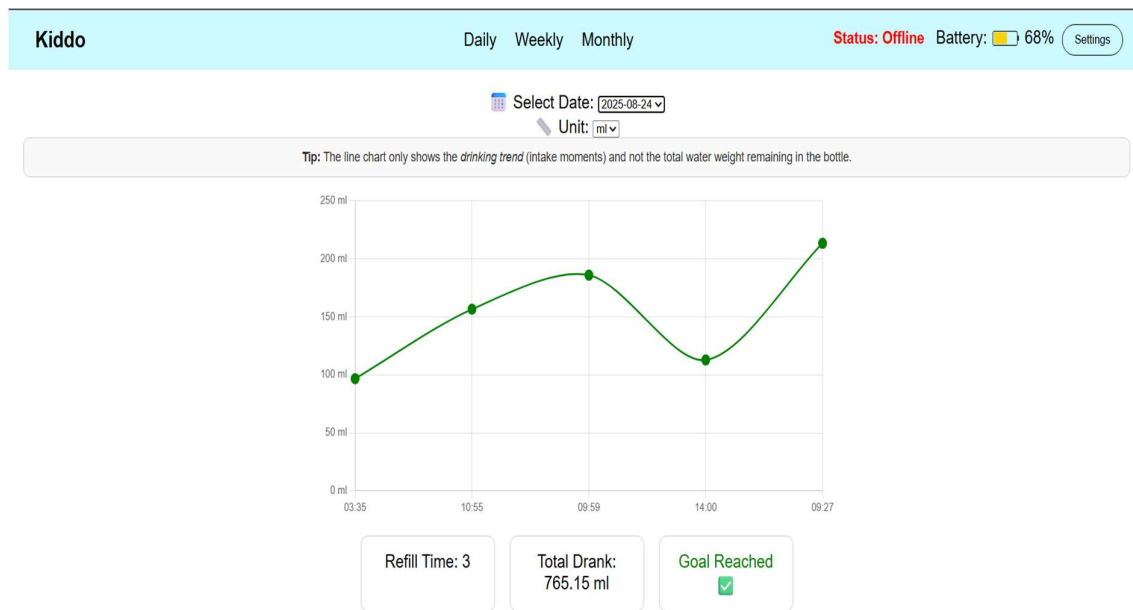 Kiddo
Daily Weekly Monthly
Status: Offline Battery: 68% Settings
Select Date: 2025-08-24
Unit: ml
Tip: The line chart only shows the drinking trend (intake moments) and not the total water weight remaining in the bottle.
250 ml
200 ml
150 ml
100 ml
50 ml
0 ml
03:35 10:55 09:59 14:00 09:27
Refill Time: 3
Total Drank:
765.15 ml
Goal Reached